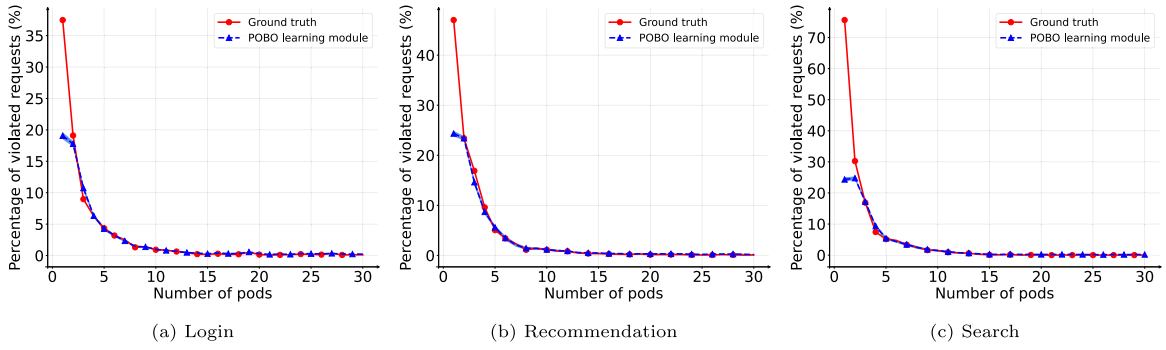 Percentage of violated requests (%)
35
30
25
20
15
10
5
0
0 5 10 15 20 25 30
Number of pods
Ground truth
POBO learning module
(a) Login
Percentage of violated requests (%)
40
30
20
10
0
0 5 10 15 20 25 30
Number of pods
Ground truth
POBO learning module
(b) Recommendation
Percentage of violated requests (%)
70
60
50
40
30
20
10
0
0 5 10 15 20 25 30
Number of pods
Ground truth
POBO learning module
(c) Search